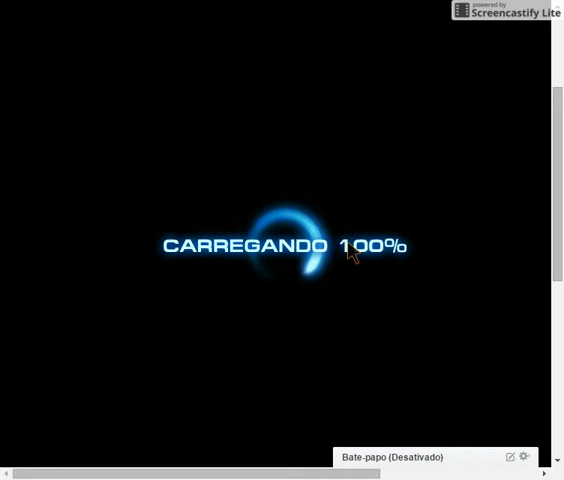 powered by
Screencastify Lite
CARREGANDO 100%
Bate-papo (Desativado)